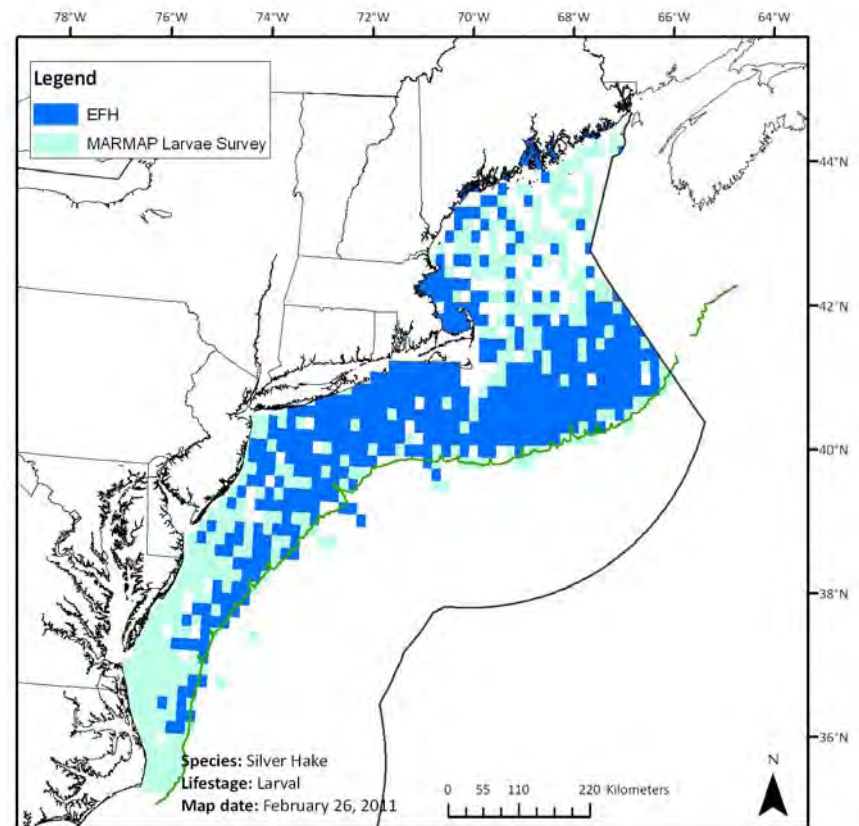 78°W 76°W 74°W 72°W 70°W 68°W 66°W 64°W
Legend
EFH
MARMAP Larvae Survey
44°N
42°N
40°N
38°N
36°N
Species: Silver Hake
Lifestage: Larval
Map date: February 26, 2011
0 55 110 220 Kilometers
N